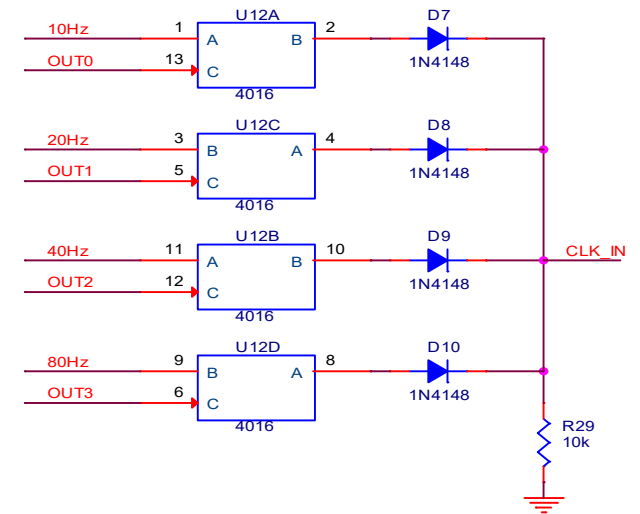 U12A
D7
10Hz 1 A B 2
OUT0 13 C
1N4148
4016
U12C
D8
20Hz 3 B A 4
OUT1 5 C
1N4148
4016
U12B
D9
40Hz 11 A B 10
CLK_IN
OUT2 12 C
1N4148
4016
U12D
D10
80Hz 9 B A 8
OUT3 6 C
1N4148
4016
R29
10k